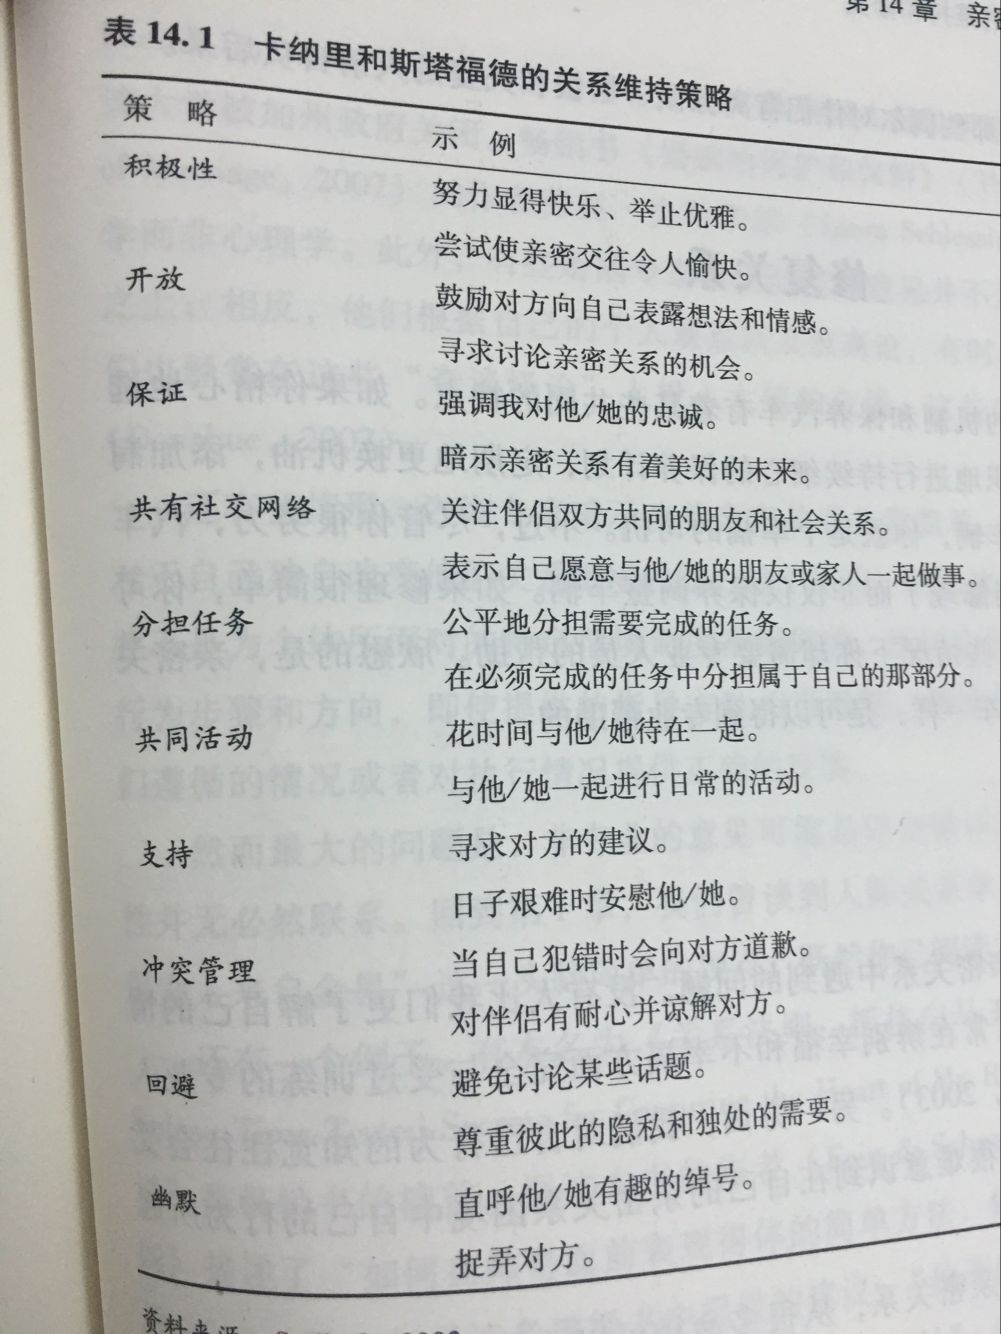 第 14 章 亲密
表 14.1 卡纳里和斯塔福德的关系维持策略
策 略 示 例
积极性 努力显得快乐、举止优雅。
尝试使亲密交往令人愉快。
开放 鼓励对方向自己表露想法和情感。
寻求讨论亲密关系的机会。
保证 强调我对他/她的忠诚。
暗示亲密关系有着美好的未来。
共有社交网络 关注伴侣双方共同的朋友和社会关系。
表示自己愿意与他/她的朋友或家人一起做事。
分担任务 公平地分担需要完成的任务。
在必须完成的任务中分担属于自己的那部分。
共同活动 花时间与他/她待在一起。
与他/她一起进行日常的活动。
支持 寻求对方的建议。
日子艰难时安慰他/她。
冲突管理 当自己犯错时会向对方道歉。
对伴侣有耐心并谅解对方。
回避 避免讨论某些话题。
尊重彼此的隐私和独处的需要。
幽默 直呼他/她有趣的绰号。
捉弄对方。
资料来源